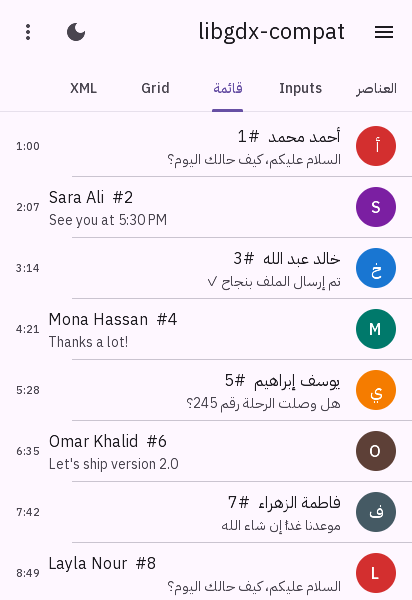 libgdx-compat
العناصر
Inputs
قائمة
Grid
XML
أ
أحمد محمد #1
1:00
السلام عليكم، كيف حالك اليوم؟
S
Sara Ali #2
2:07
See you at 5:30 PM
خ
خالد عبد الله #3
3:14
تم إرسال الملف بنجاح ✓
M
Mona Hassan #4
4:21
Thanks a lot!
ي
يوسف إبراهيم #5
5:28
هل وصلت الرحلة رقم 245؟
O
Omar Khalid #6
6:35
Let's ship version 2.0
ف
فاطمة الزهراء #7
7:42
موعدنا غدًا إن شاء الله
L
Layla Nour #8
8:49
السلام عليكم، كيف حالك اليوم؟